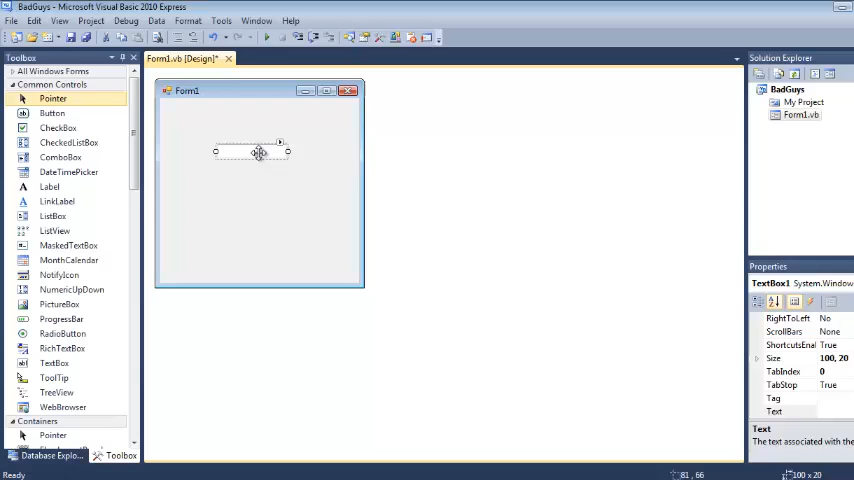 BadGuys - Microsoft Visual Basic 2010 Express
File Edit View Project Debug Data Format Tools Window Help
Toolbox
All Windows Forms
Common Controls
Pointer
Button
CheckBox
CheckedListBox
ComboBox
DateTimePicker
Label
LinkLabel
ListBox
ListView
MaskedTextBox
MonthCalendar
NotifyIcon
NumericUpDown
PictureBox
ProgressBar
RadioButton
RichTextBox
TextBox
ToolTip
TreeView
WebBrowser
Containers
Pointer
Database Explo...
Toolbox
Form1.vb [Design]*
Form1
Solution Explorer
BadGuys
My Project
Form1.vb
Properties
TextBox1 System.Window
RightToLeft No
ScrollBars None
ShortcutsEnal True
Size 100, 20
TabIndex 0
TabStop True
Tag
Text
Text
The text associated with the
Ready
81 , 66
100 x 20